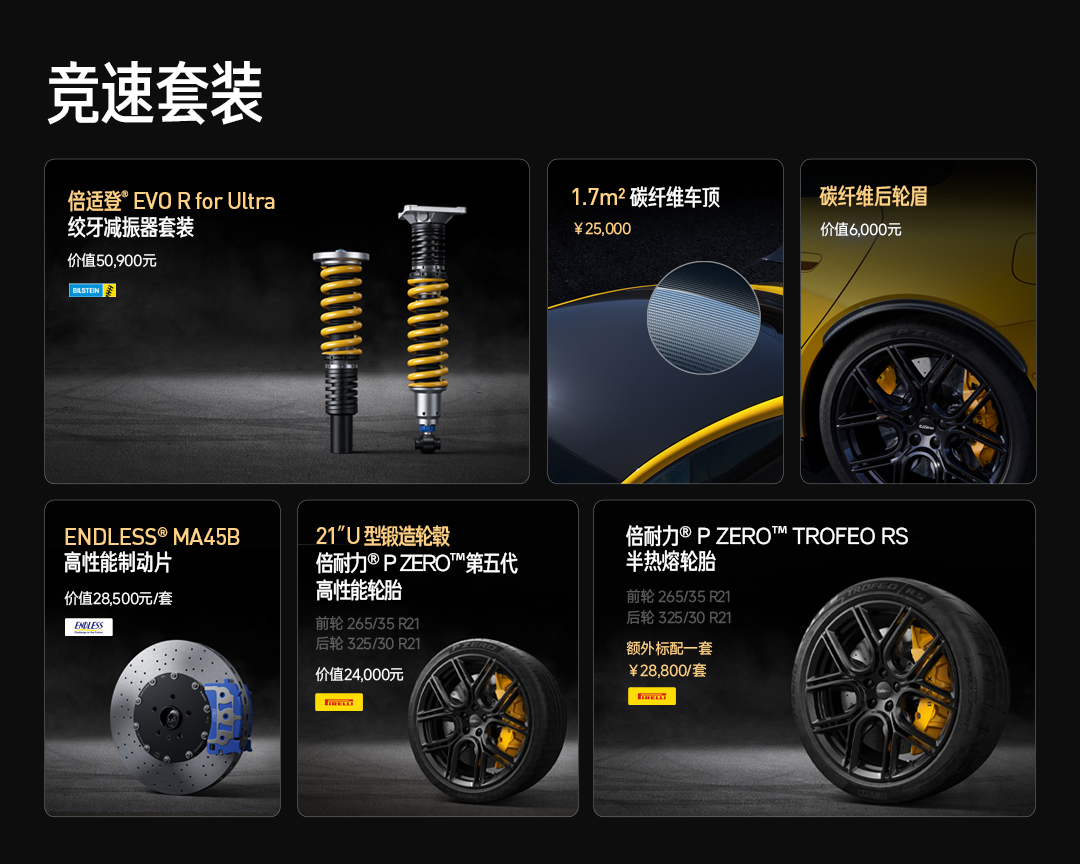 竞速套装
倍适登® EVO R for Ultra
绞牙减振器套装
价值50,900元
BILSTEIN
1.7m² 碳纤维车顶
￥25,000
碳纤维后轮眉
价值6,000元
P ZERO
ENDLESS® MA45B
高性能制动片
价值28,500元/套
ENDLESS
21″U 型锻造轮毂
倍耐力® P ZERO™第五代
高性能轮胎
前轮 265/35 R21
后轮 325/30 R21
价值24,000元
PIRELLI
P ZERO
倍耐力® P ZERO™ TROFEO RS
半热熔轮胎
前轮 265/35 R21
后轮 325/30 R21
额外标配一套
￥28,800/套
PIRELLI
TROFEO RS